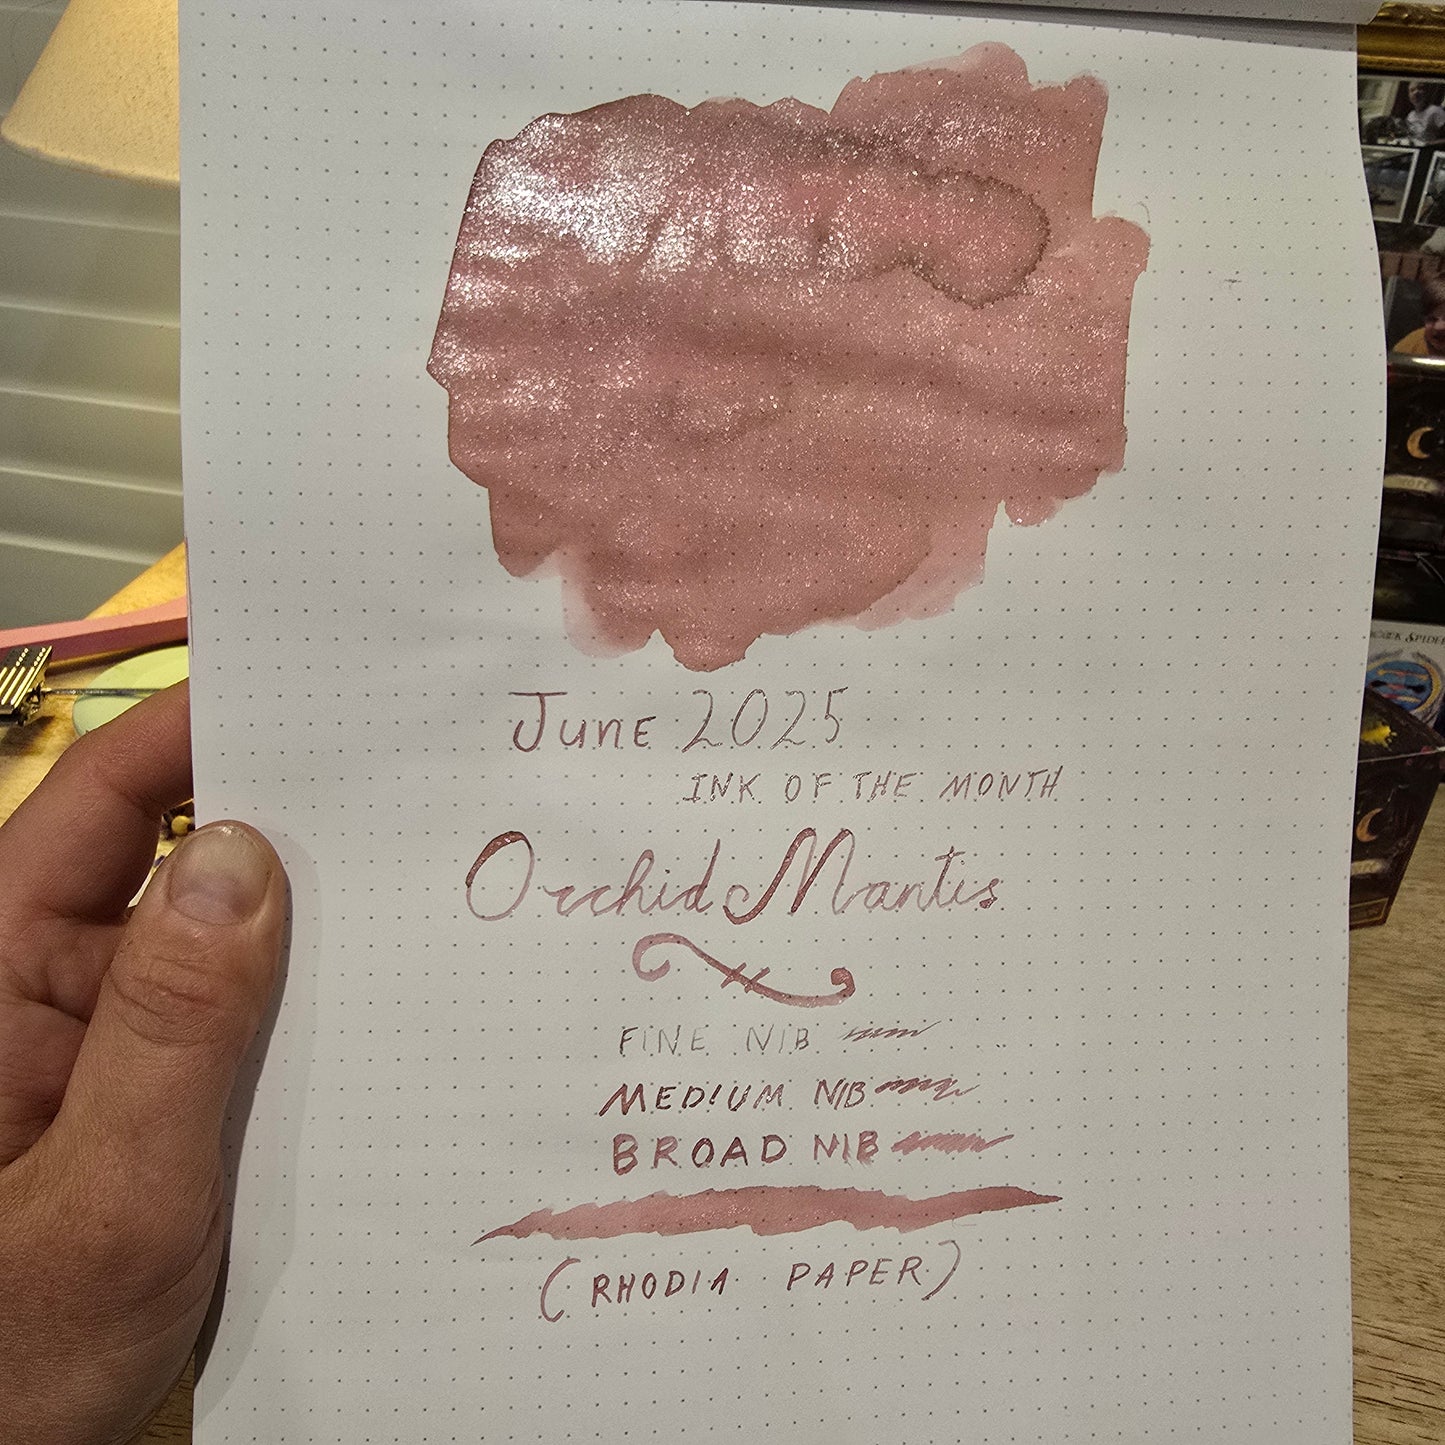 June 2025
INK OF THE MONTH
Orchid Mantis
FINE NIB
MEDIUM NIB
BROAD NIB
(RHODIA PAPER)